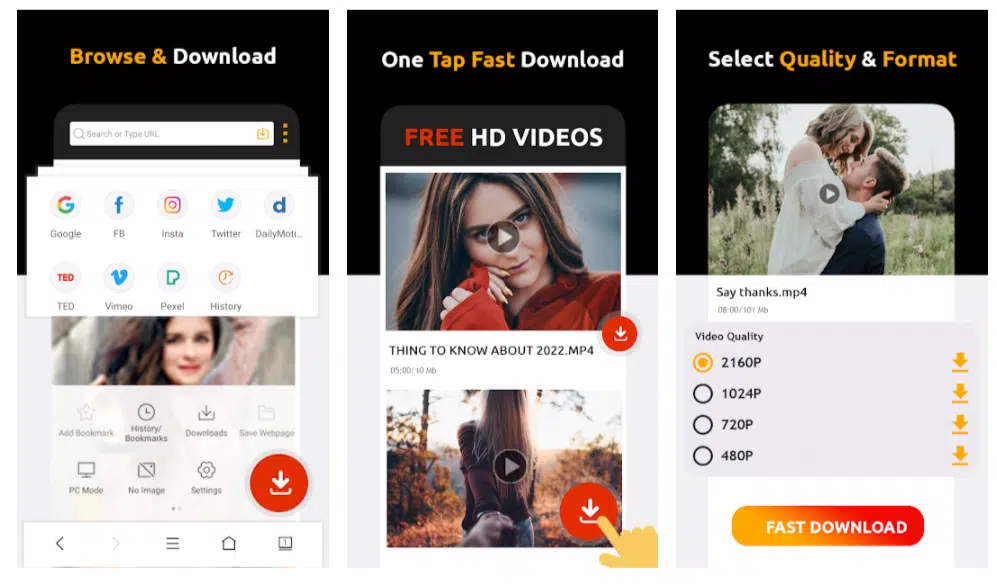 Browse & Download
Search or Type URL
Google
FB
Insta
Twitter
DailyMoti...
TED
TED
Vimeo
Pexel
History
Add Bookmark
History/
Bookmarks
Downloads
Save Webpage
PC Mode
No Image
Settings
1
One Tap Fast Download
FREE HD VIDEOS
THING TO KNOW ABOUT 2022.MP4
05:00/10 Mb
Select Quality & Format
Say thanks.mp4
08:00/101 Mb
Video Quality
2160P
1024P
720P
480P
FAST DOWNLOAD